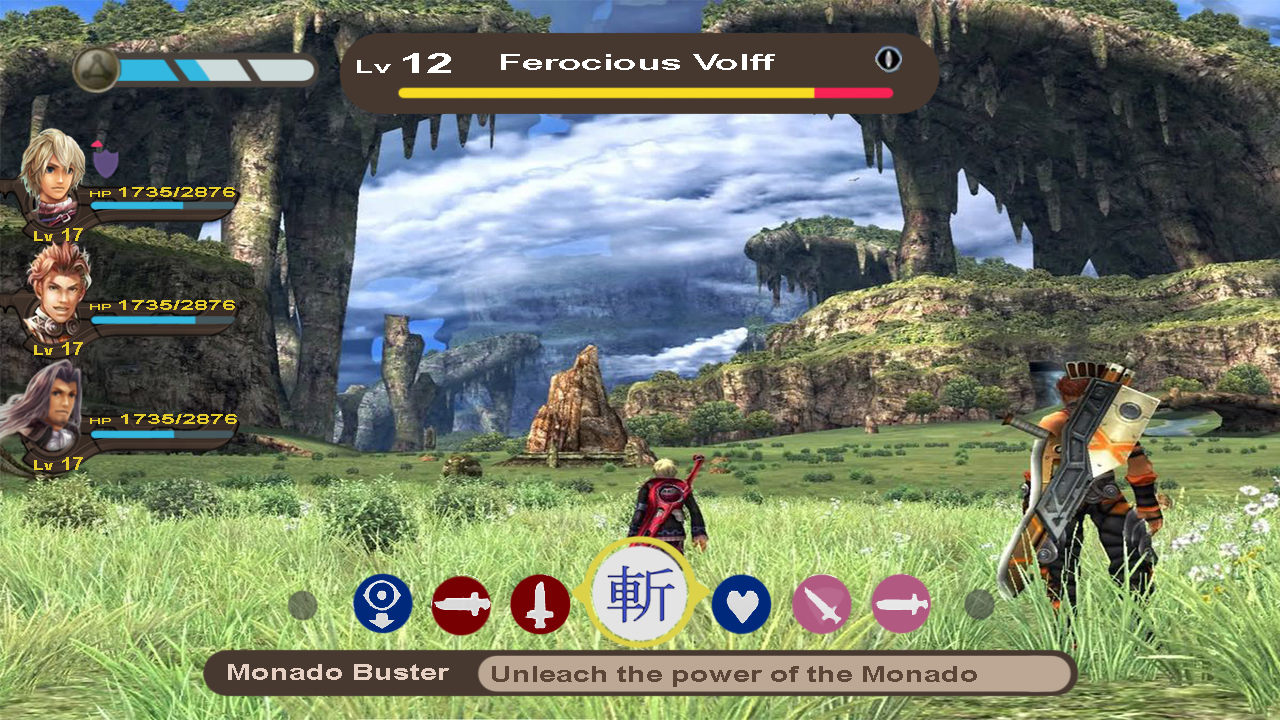 Lv 12 Ferocious Volff
HP 1735/2876
Lv 17
HP 1735/2876
Lv 17
HP 1735/2876
Lv 17
斬
Monado Buster Unleach the power of the Monado